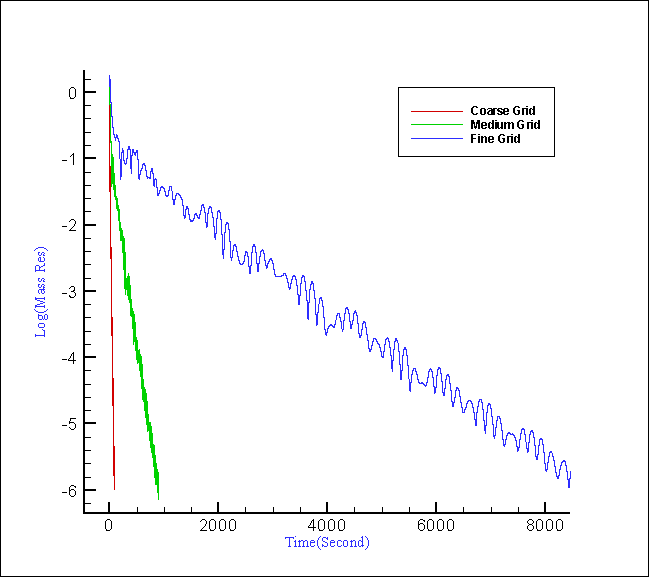 Coarse Grid
Medium Grid
Fine Grid
0
-1
-2
-3
-4
-5
-6
Log(Mass Res)
0 2000 4000 6000 8000
Time(Second)